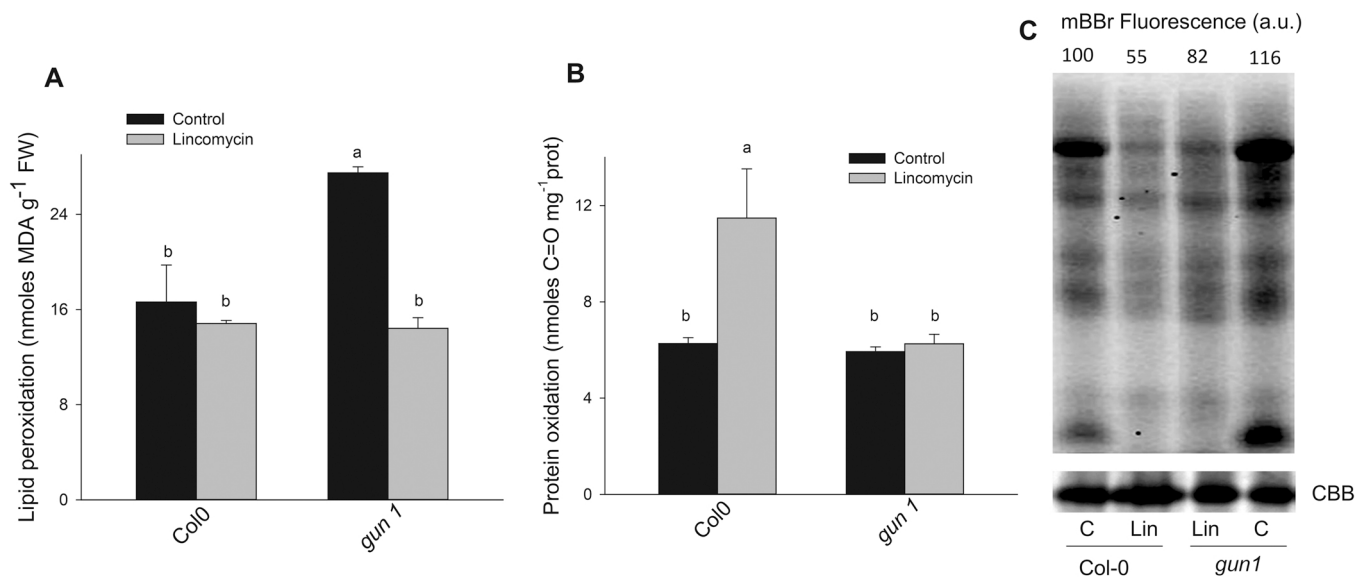 A
Control
Lincomycin
Lipid peroxidation (nmoles MDA g⁻¹ FW)
24
16
8
0
b
b
a
b
Col0
gun 1
B
Control
Lincomycin
Protein oxidation (nmoles C=O mg⁻¹prot)
12
8
4
0
b
a
b
b
Col0
gun 1
C
mBBr Fluorescence (a.u.)
100 55 82 116
CBB
C Lin Lin C
Col-0 gun1